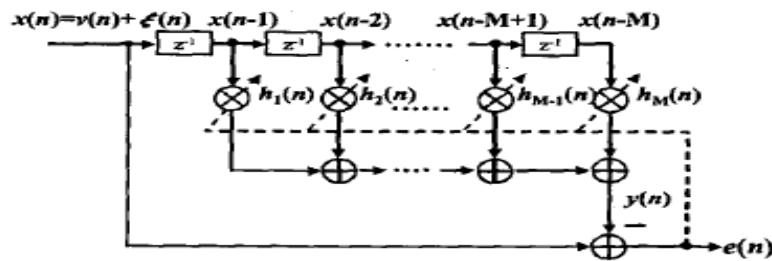 x(n)=v(n)+ξ(n) x(n-1) x(n-2) x(n-M+1) x(n-M)
z⁻¹ z⁻¹ ...... z⁻¹
h₁(n) h₂(n) ...... h_{M-1}(n) h_M(n)
....
y(n)
−
e(n)